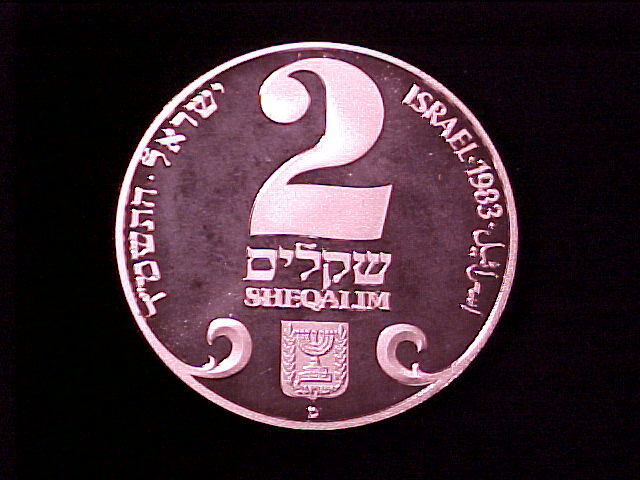 2
שקלים
SHEQALIM
ישראל·התשמ"ד
ISRAEL·1983·اسرائيل
מ